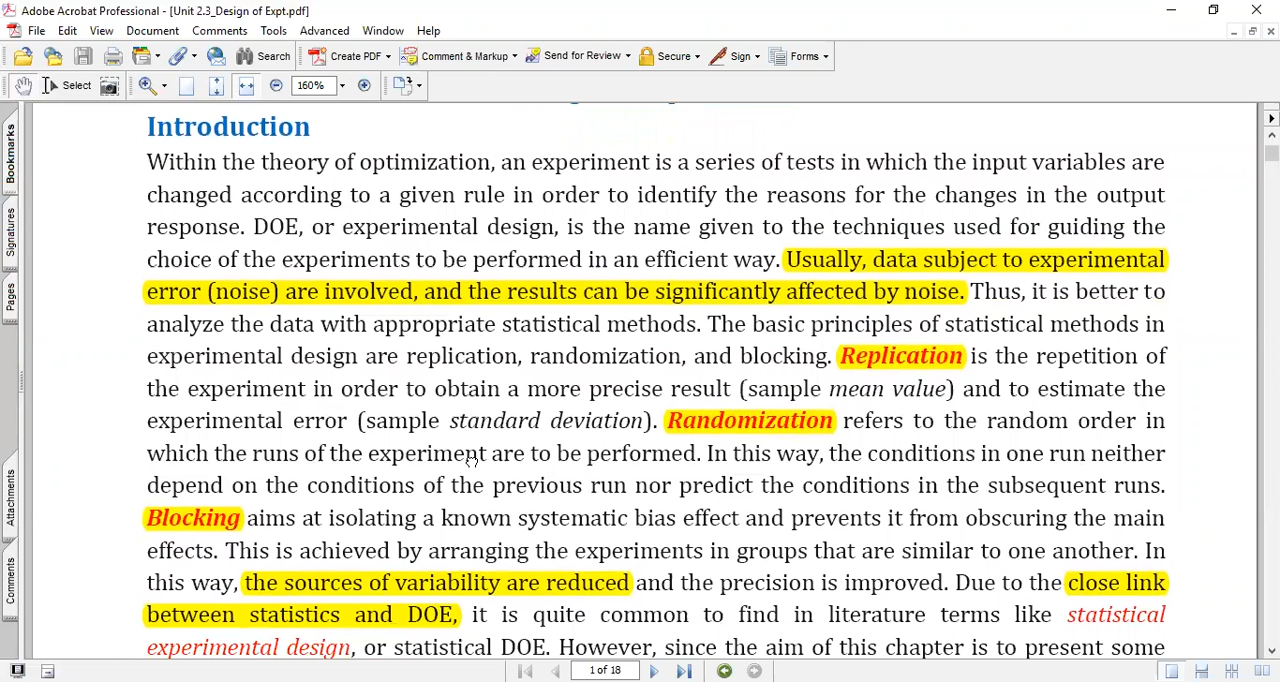 Adobe Acrobat Professional - [Unit 2.3_Design of Expt.pdf]
File Edit View Document Comments Tools Advanced Window Help
Search Create PDF Comment & Markup Send for Review Secure Sign Forms
Select 160%
Bookmarks
Signatures
Pages
Attachments
Comments
Introduction
Within the theory of optimization, an experiment is a series of tests in which the input variables are
changed according to a given rule in order to identify the reasons for the changes in the output
response. DOE, or experimental design, is the name given to the techniques used for guiding the
choice of the experiments to be performed in an efficient way. Usually, data subject to experimental
error (noise) are involved, and the results can be significantly affected by noise. Thus, it is better to
analyze the data with appropriate statistical methods. The basic principles of statistical methods in
experimental design are replication, randomization, and blocking. Replication is the repetition of
the experiment in order to obtain a more precise result (sample mean value) and to estimate the
experimental error (sample standard deviation). Randomization refers to the random order in
which the runs of the experiment are to be performed. In this way, the conditions in one run neither
depend on the conditions of the previous run nor predict the conditions in the subsequent runs.
Blocking aims at isolating a known systematic bias effect and prevents it from obscuring the main
effects. This is achieved by arranging the experiments in groups that are similar to one another. In
this way, the sources of variability are reduced and the precision is improved. Due to the close link
between statistics and DOE, it is quite common to find in literature terms like statistical
experimental design, or statistical DOE. However, since the aim of this chapter is to present some
1 of 18